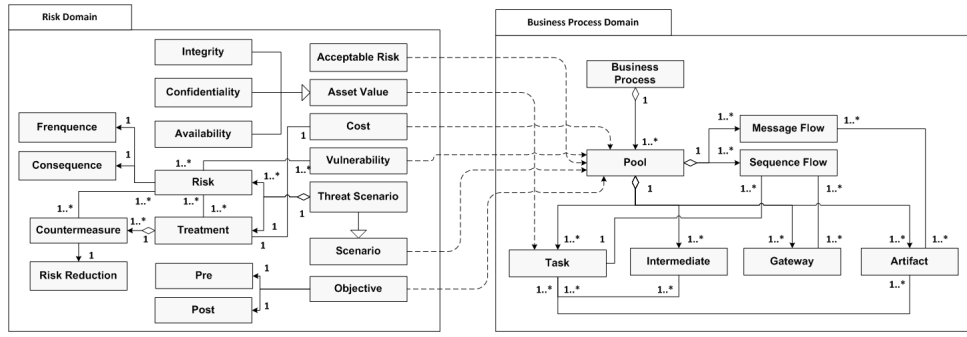 Risk Domain
Business Process Domain
Integrity
Confidentiality
Availability
Acceptable Risk
Asset Value
Cost
Vulnerability
Threat Scenario
Scenario
Objective
Frenquence
Consequence
Risk
Countermeasure
Treatment
Risk Reduction
Pre
Post
1
1
1..*
1..*
1..*
1..*
1..*
1..*
1..*
1..*
1
1
1
1
1
1
1
Business
Process
1
1..*
Pool
1
1
1..*
1..*
Message Flow
1..*
Sequence Flow
1..*
1..*
1..*
1
1..*
1..*
1..*
1..*
1..*
Task
Intermediate
Gateway
Artifact
1..*
1..*
1..*
1..*